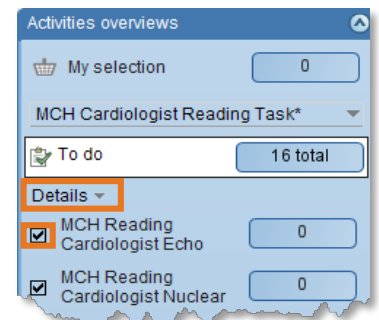 Activities overviews
My selection 0
MCH Cardiologist Reading Task*
To do 16 total
Details
MCH Reading
Cardiologist Echo 0
MCH Reading
Cardiologist Nuclear 0